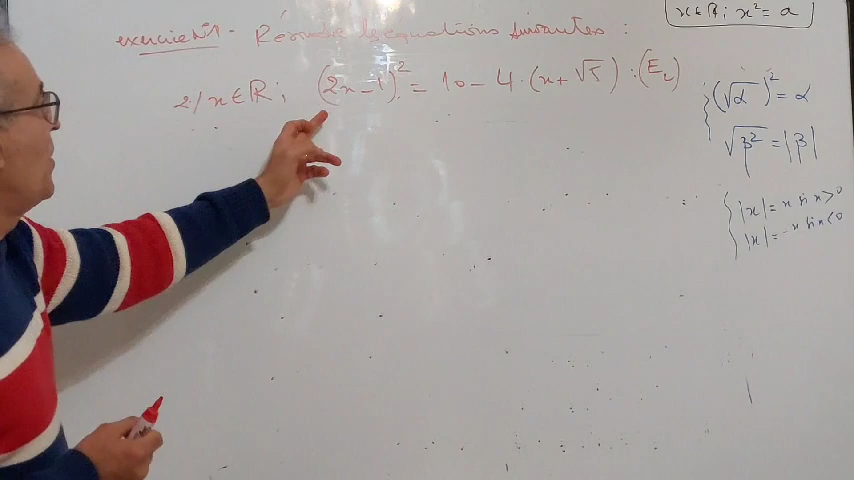 x ∈ ℝ ; x² = a
exercice N°1 - Résoudre les équations suivantes :
2/ x ∈ ℝ ; (2x - 1)² = 10 - 4 · (x + √5) : (E₂)
(√α)² = α
√β² = |β|
|x| = x si x > 0
|x| = -x si x < 0